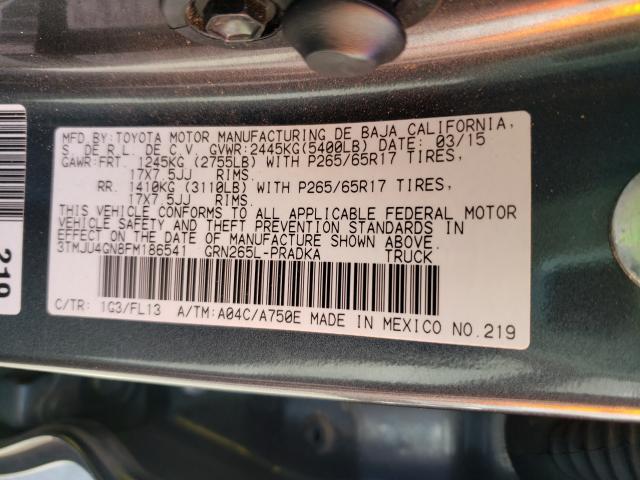 MFD BY:TOYOTA MOTOR MANUFACTURING DE BAJA CALIFORNIA,
S. DE R.L. DE C.V. GVWR:2445KG(5400LB) DATE: 03/15
GAWR:FRT. 1245KG (2755LB) WITH P265/65R17 TIRES,
17X7.5JJ RIMS.
RR. 1410KG (3110LB) WITH P265/65R17 TIRES,
17X7.5JJ RIMS.
THIS VEHICLE CONFORMS TO ALL APPLICABLE FEDERAL MOTOR
VEHICLE SAFETY AND THEFT PREVENTION STANDARDS IN
EFFECT ON THE DATE OF MANUFACTURE SHOWN ABOVE.
3TMJU4GN8FM186541 GRN265L-PRADKA TRUCK
C/TR: 1G3/FL13 A/TM:A04C/A750E MADE IN MEXICO NO.219
219